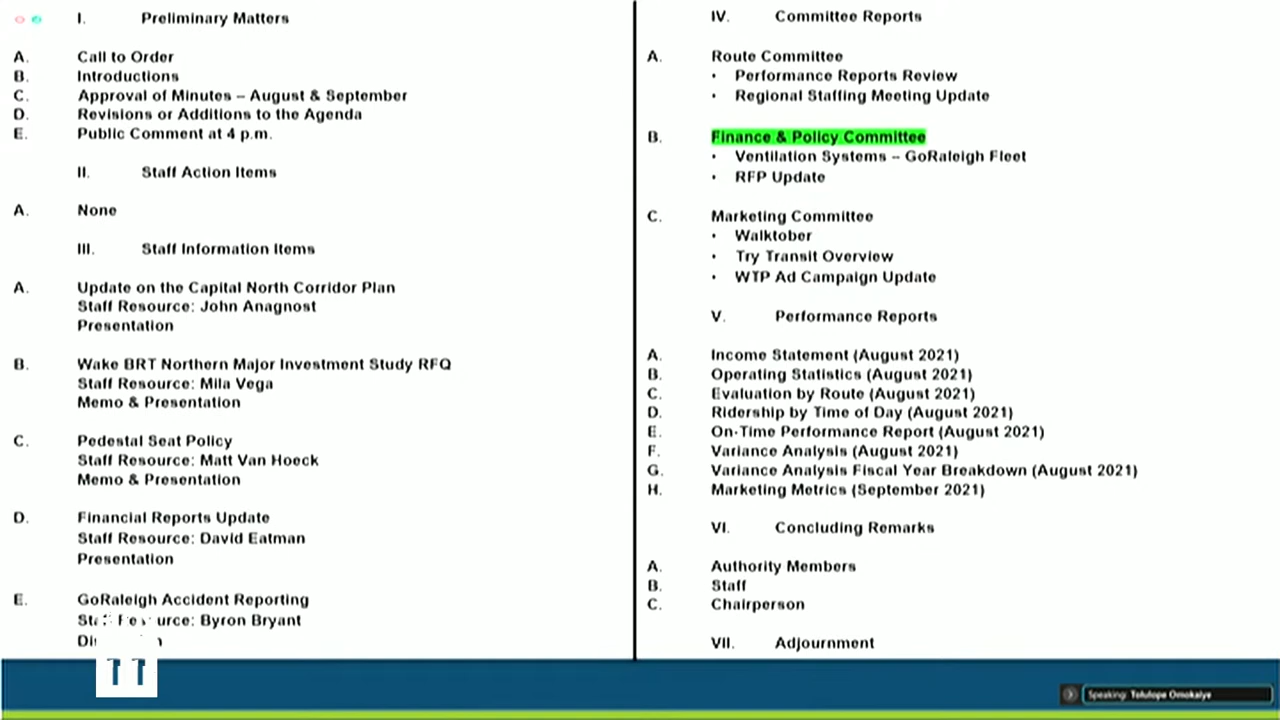 I. Preliminary Matters
A. Call to Order
B. Introductions
C. Approval of Minutes – August & September
D. Revisions or Additions to the Agenda
E. Public Comment at 4 p.m.
II. Staff Action Items
A. None
III. Staff Information Items
A. Update on the Capital North Corridor Plan
Staff Resource: John Anagnost
Presentation
B. Wake BRT Northern Major Investment Study RFQ
Staff Resource: Mila Vega
Memo & Presentation
C. Pedestal Seat Policy
Staff Resource: Matt Van Hoeck
Memo & Presentation
D. Financial Reports Update
Staff Resource: David Eatman
Presentation
E. GoRaleigh Accident Reporting
Byron Bryant
11
IV. Committee Reports
A. Route Committee
• Performance Reports Review
• Regional Staffing Meeting Update
B. Finance & Policy Committee
• Ventilation Systems – GoRaleigh Fleet
• RFP Update
C. Marketing Committee
• Walktober
• Try Transit Overview
• WTP Ad Campaign Update
V. Performance Reports
A. Income Statement (August 2021)
B. Operating Statistics (August 2021)
C. Evaluation by Route (August 2021)
D. Ridership by Time of Day (August 2021)
E. On-Time Performance Report (August 2021)
F. Variance Analysis (August 2021)
G. Variance Analysis Fiscal Year Breakdown (August 2021)
H. Marketing Metrics (September 2021)
VI. Concluding Remarks
A. Authority Members
B. Staff
C. Chairperson
VII. Adjournment
Speaking: Tolulope Omokaiye